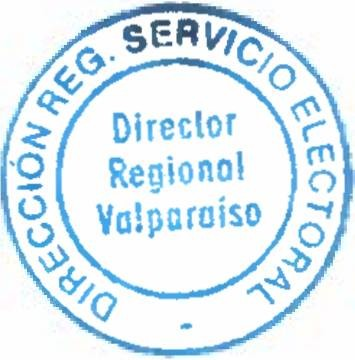 DIRECCIÓN REG. SERVICIO ELECTORAL
Director
Regional
Valparaíso
-